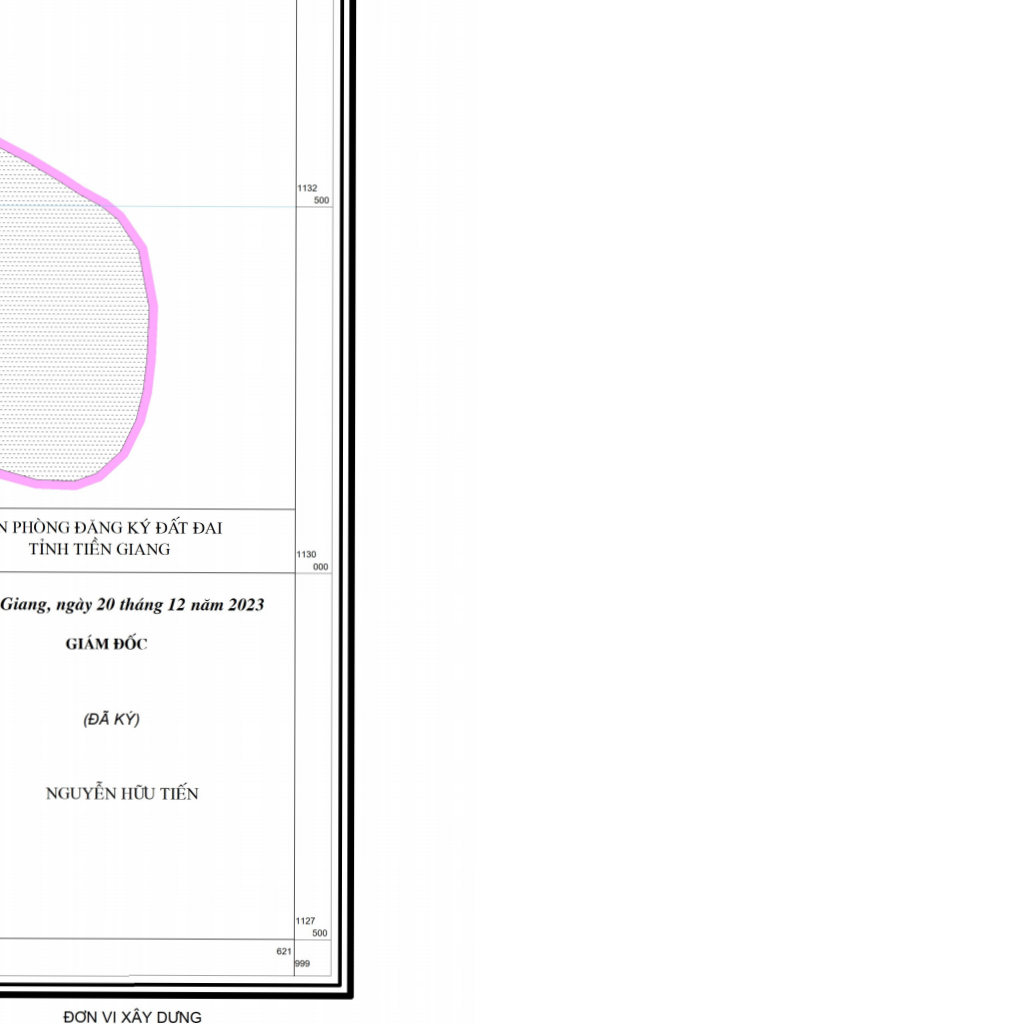 1132
500
N PHÒNG ĐĂNG KÝ ĐẤT ĐAI
TỈNH TIỀN GIANG
1130
000
Giang, ngày 20 tháng 12 năm 2023
GIÁM ĐỐC
(ĐÃ KÝ)
NGUYỄN HỮU TIẾN
1127
500
621
999
ĐƠN VỊ XÂY DỰNG